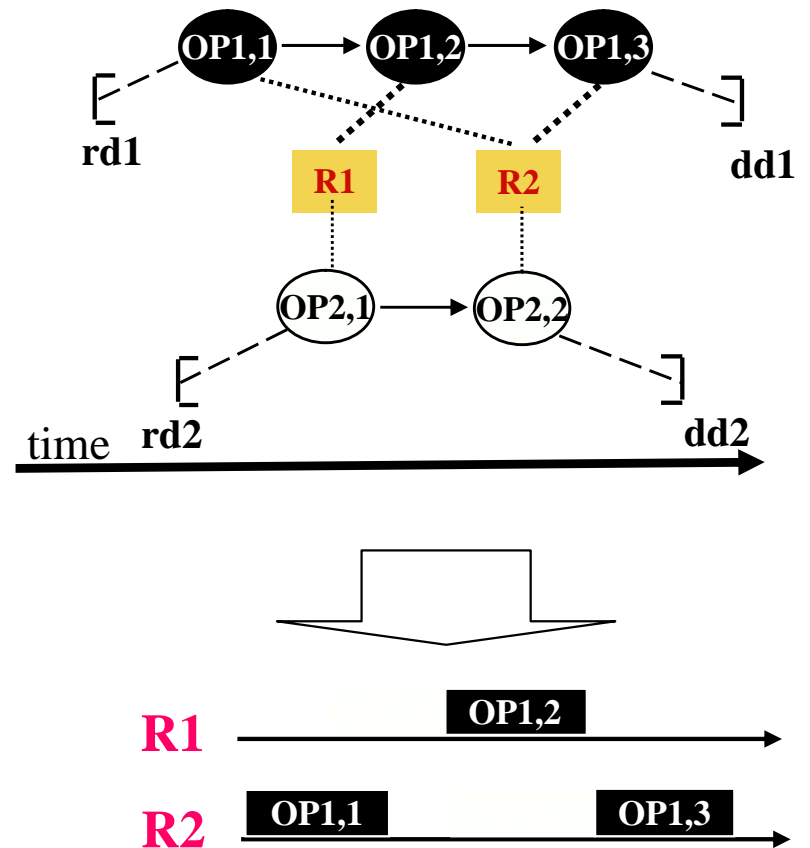 OP1,1 OP1,2 OP1,3
rd1 dd1
R1 R2
OP2,1 OP2,2
rd2 dd2
time
R1 OP1,2
R2 OP1,1 OP1,3